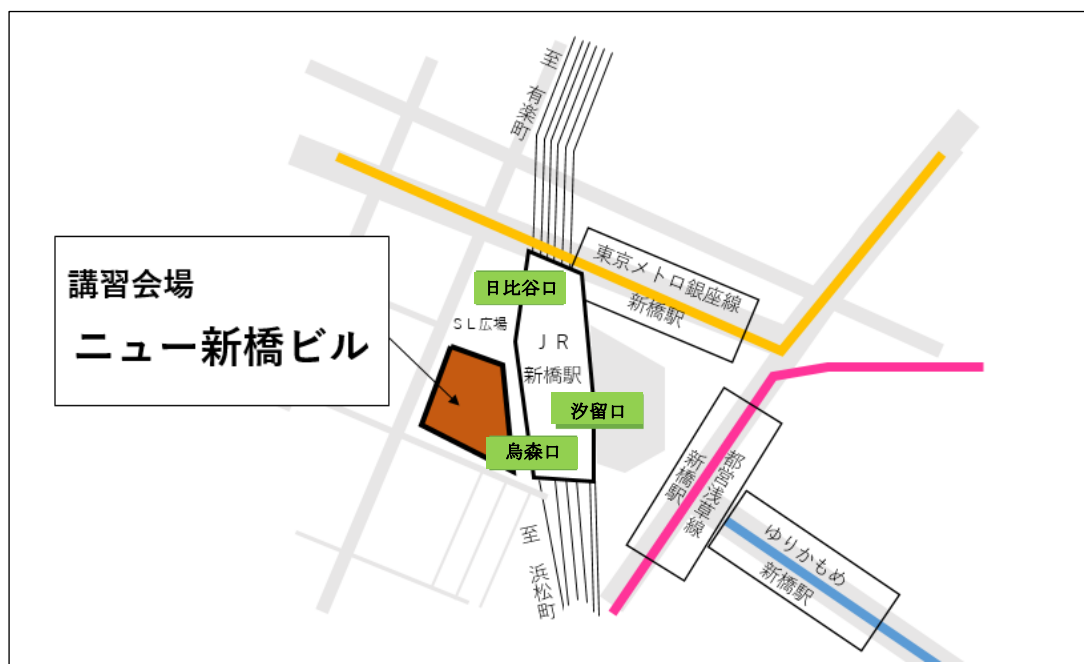 至 有楽町
東京メトロ銀座線
新橋駅
講習会場
ニュー新橋ビル
日比谷口
ＳＬ広場
ＪＲ
新橋駅
汐留口
烏森口
都営浅草線
新橋駅
ゆりかもめ
新橋駅
至 浜松町